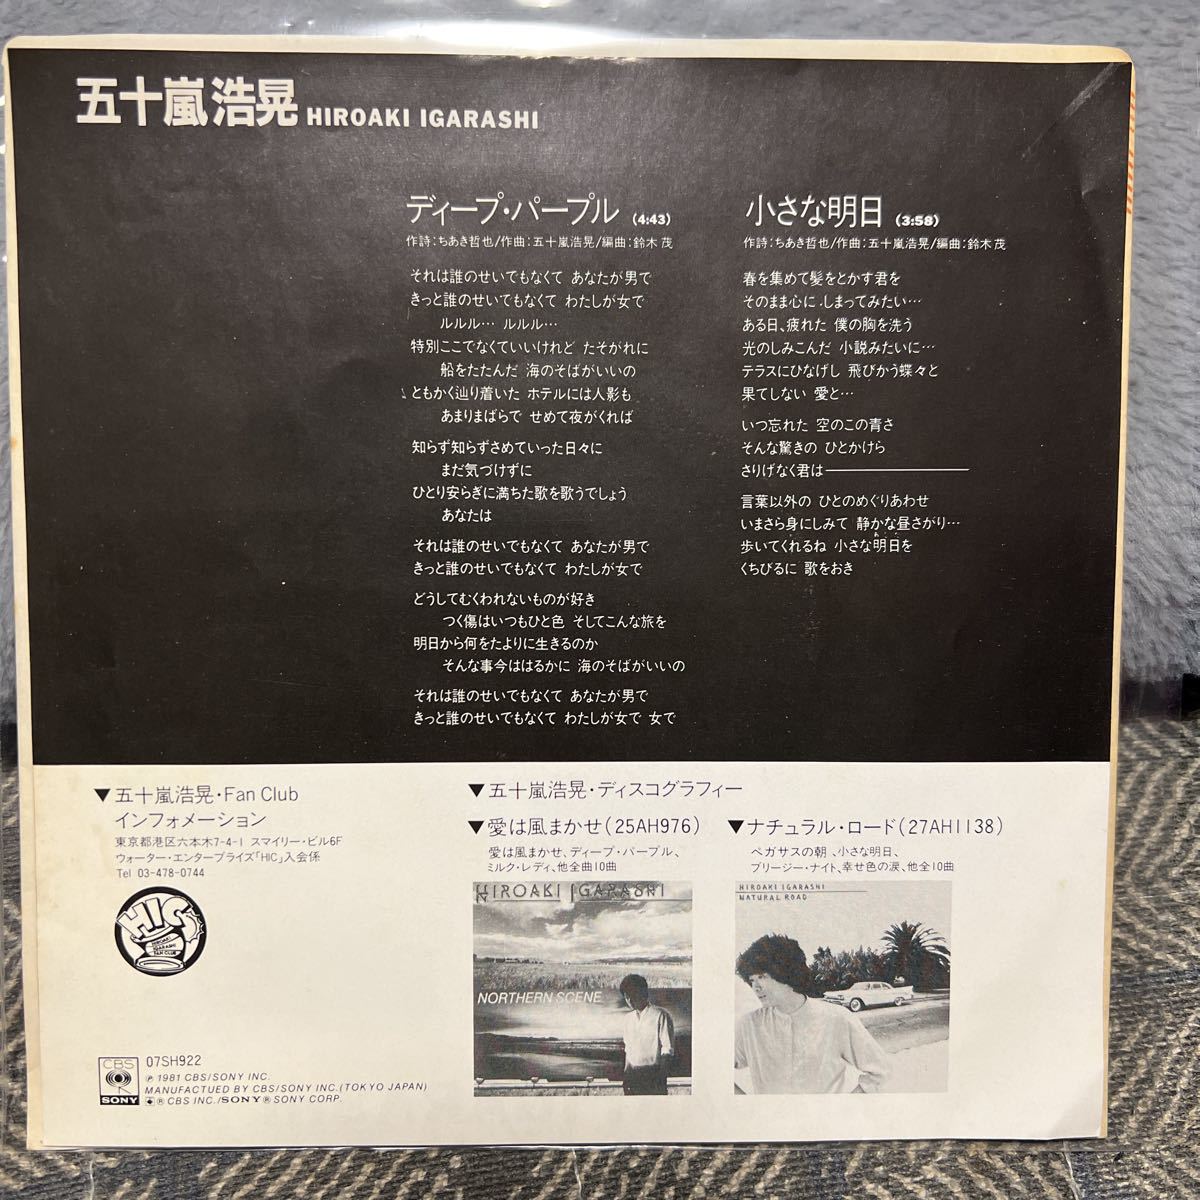 五十嵐浩晃 HIROAKI IGARASHI
ディープ・パープル (4:43)
作詩:ちあき哲也/作曲:五十嵐浩晃/編曲:鈴木 茂
それは誰のせいでもなくて あなたが男で
きっと誰のせいでもなくて わたしが女で
ルルル… ルルル…
特別ここでなくていいけれど たそがれに
船をたたんだ 海のそばがいいの
ともかく辿り着いた ホテルには人影も
あまりまばらで せめて夜がくれば
知らず知らずさめていった日々に
まだ気づけずに
ひとり安らぎに満ちた歌を歌うでしょう
あなたは
それは誰のせいでもなくて あなたが男で
きっと誰のせいでもなくて わたしが女で
どうしてむくわれないものが好き
つく傷はいつもひと色 そしてこんな旅を
明日から何をたよりに生きるのか
そんな事今ははるかに 海のそばがいいの
それは誰のせいでもなくて あなたが男で
きっと誰のせいでもなくて わたしが女で 女で
小さな明日 (3:58)
作詩:ちあき哲也/作曲:五十嵐浩晃/編曲:鈴木 茂
春を集めて髪をとかす君を
そのまま心に しまってみたい…
ある日、疲れた 僕の胸を洗う
光のしみこんだ 小説みたいに…
テラスにひなげし 飛びかう蝶々と
果てしない 愛と…
いつ忘れた 空のこの青さ
そんな驚きの ひとかけら
さりげなく君は――――――
言葉以外の ひとのめぐりあわせ
いまさら身にしみて 静かな昼さがり…
歩いてくれるね 小さな明日を
くちびるに 歌をおき
▼五十嵐浩晃・Fan Club
インフォメーション
東京都港区六本木7-4-1 スマイリー・ビル6F
ウォーター・エンタープライズ「HIC」入会係
Tel 03-478-0744
HIC
HIROAKI
IGARASHI
FAN CLUB
▼五十嵐浩晃・ディスコグラフィー
▼愛は風まかせ(25AH976)
愛は風まかせ、ディープ・パープル、
ミルク・レディ、他全曲10曲
HIROAKI IGARASHI
NORTHERN SCENE
▼ナチュラル・ロード(27AH1138)
ペガサスの朝、小さな明日、
ブリージー・ナイト、幸せ色の涙、他全10曲
HIROAKI IGARASHI
NATURAL ROAD
CBS
SONY
07SH922
℗ 1981 CBS/SONY INC.
MANUFACTUED BY CBS/SONY INC.(TOKYO JAPAN)
® CBS INC./SONY® SONY CORP.